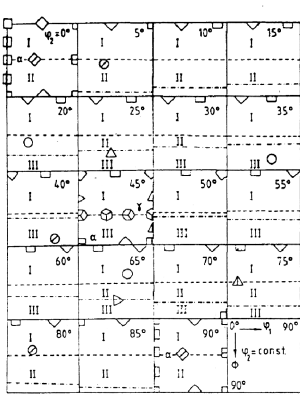 I φ₂=0° I 5° I 10° I 15°
α
II II II II
20° 25° 30° 35°
I I I I
II II
III III III III
40° 45° 50° 55°
I I I I
γ
III III III III
α
60° 65° 70° 75°
I I I I
II II II
III III III
I 80° I 85° I 90° 0° φ₁ 90°
α φ₂=const.
II II II ϕ
90°